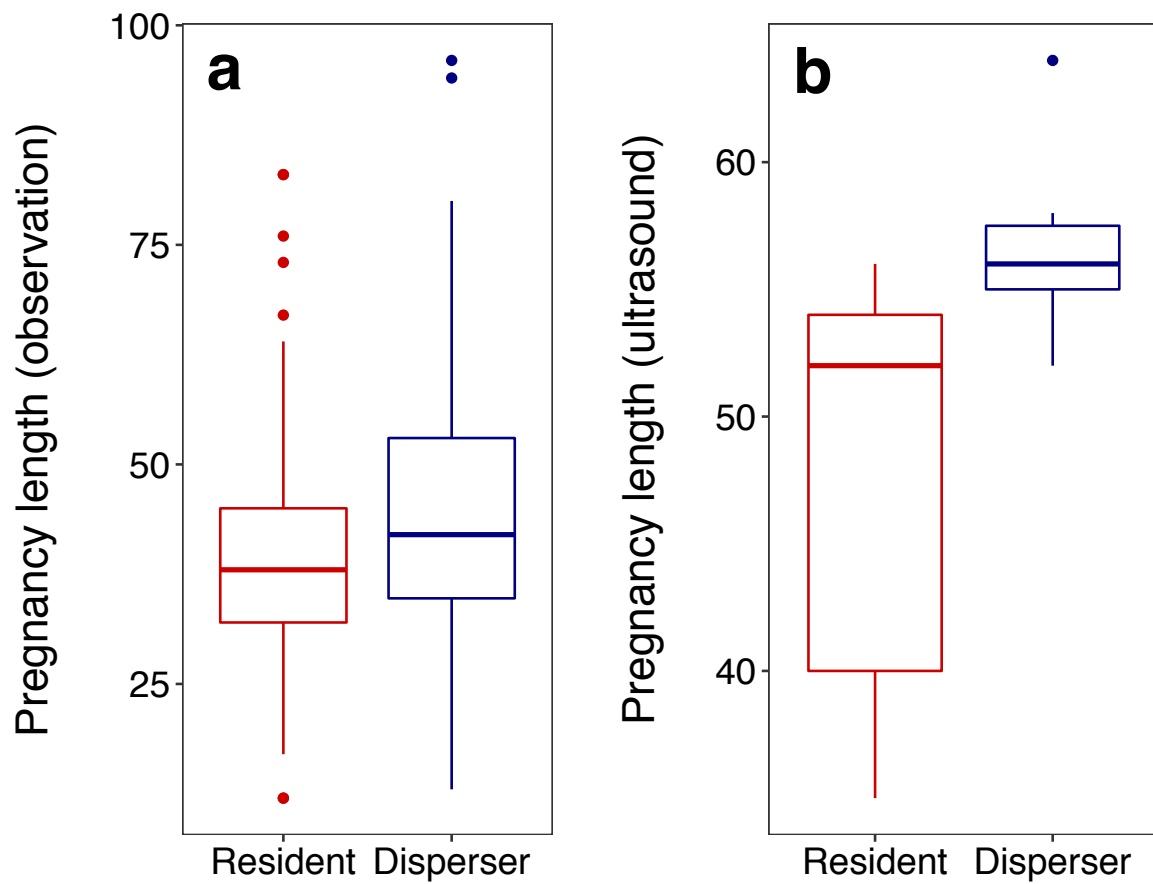 a
Pregnancy length (observation)
100
75
50
25
Resident Disperser
b
Pregnancy length (ultrasound)
60
50
40
Resident Disperser